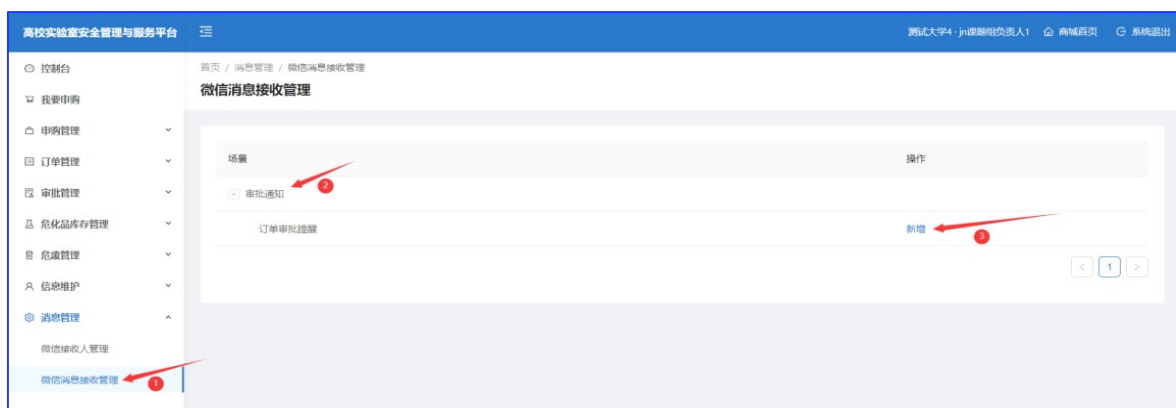 高校实验室安全管理与服务平台
测试大学4 · jn课题组负责人1 商城首页 系统退出
控制台
我要申购
申购管理
订单管理
审批管理
危化品库存管理
危废管理
信息维护
消息管理
微信接收人管理
微信消息接收管理
1
首页 / 消息管理 / 微信消息接收管理
微信消息接收管理
场景 操作
- 审批通知
2
订单审批提醒 新增
3
< 1 >